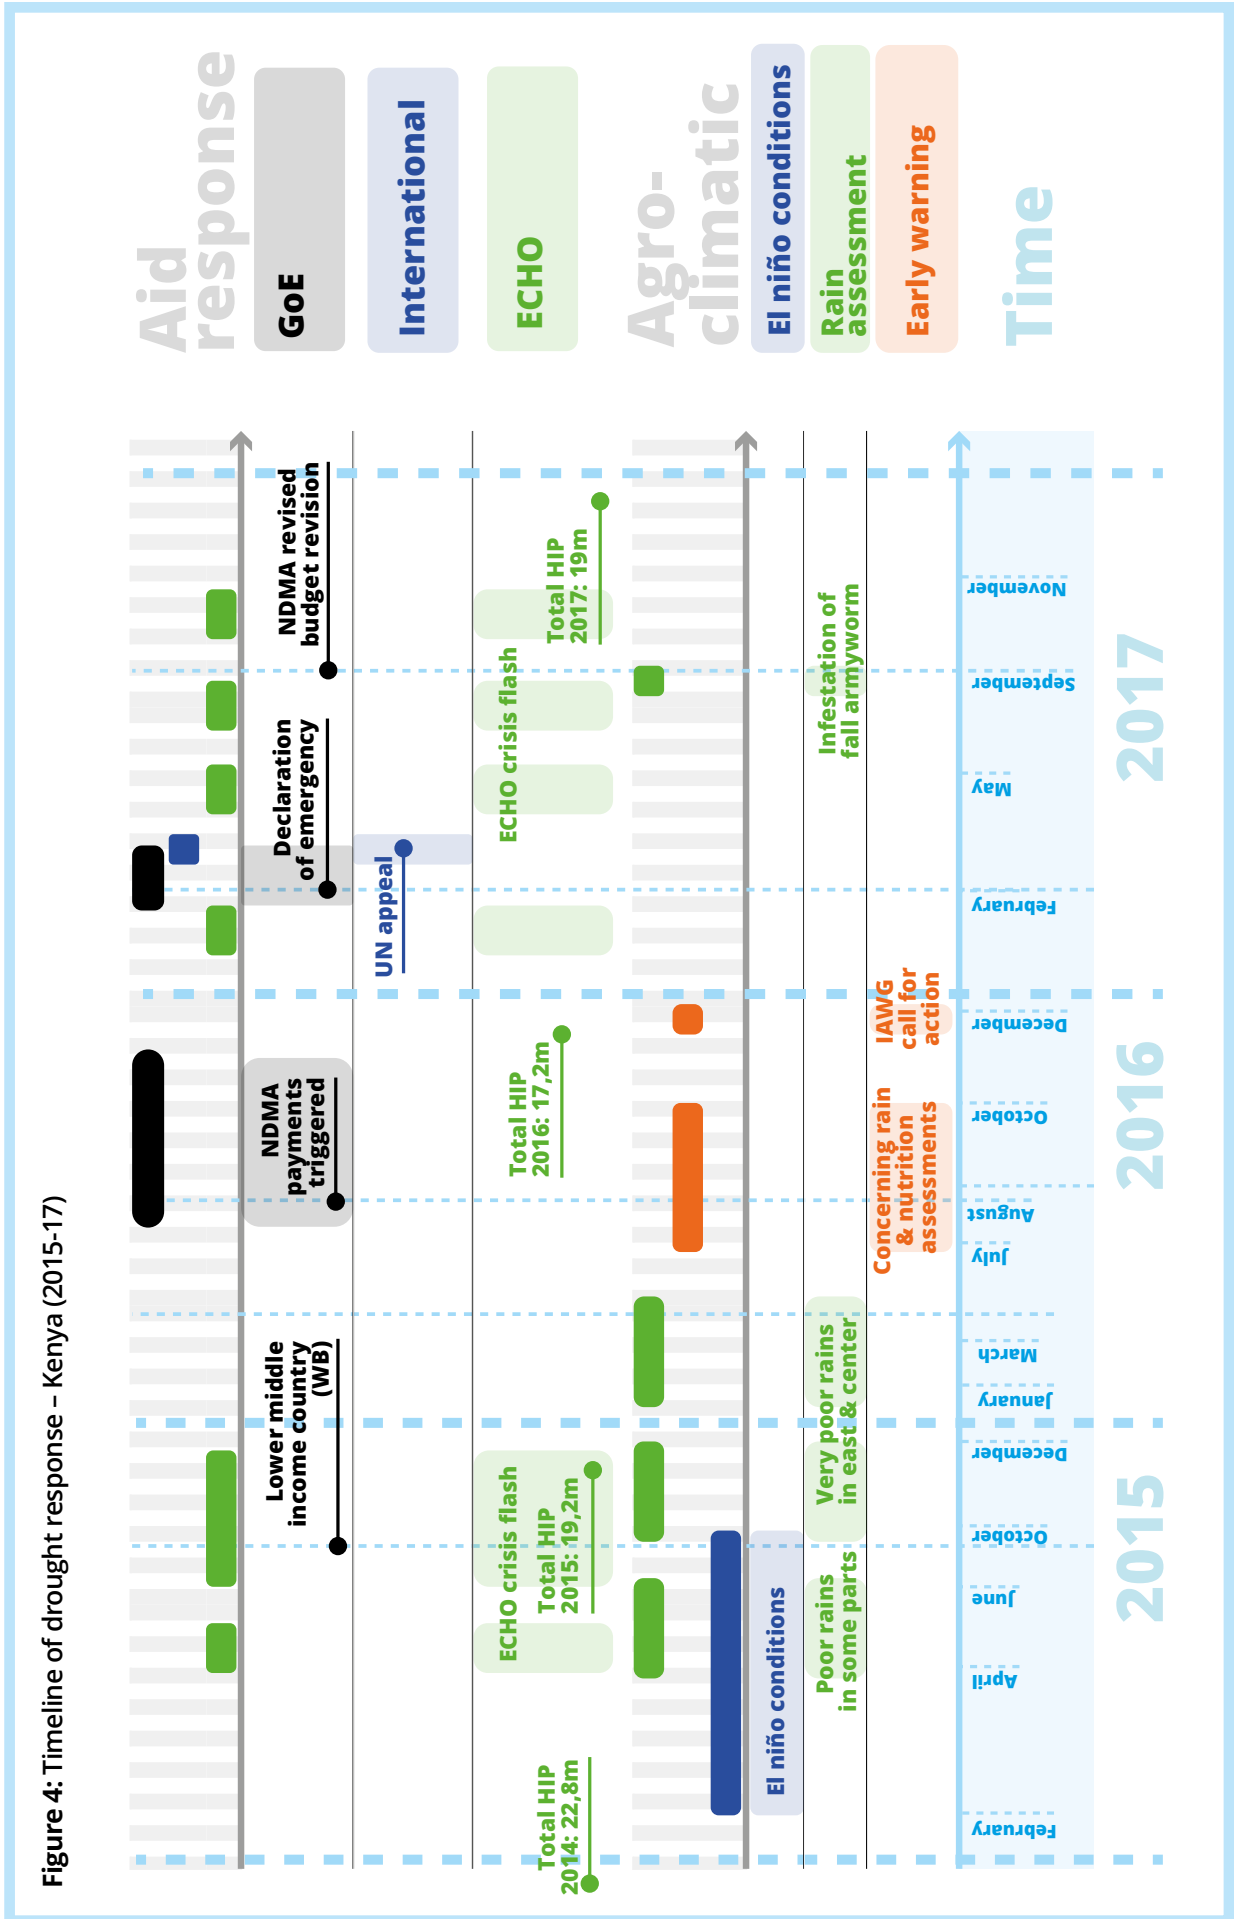 Figure 4: Timeline of drought response – Kenya (2015-17)
Aid
response
GoE
Lower middle
income country
(WB)
NDMA
payments
triggered
Declaration
of emergency
NDMA revised
budget revision
International
UN appeal
ECHO
Total HIP
2014: 22,8m
ECHO crisis flash
Total HIP
2015: 19,2m
Total HIP
2016: 17,2m
ECHO crisis flash
Total HIP
2017: 19m
Agro-
climatic
El niño conditions
El niño conditions
Rain
assessment
Poor rains
in some parts
Very poor rains
in east & center
Infestation of
fall armyworm
Early warning
Concerning rain
& nutrition
assessments
IAWG
call for
action
Time
February
April
June
October
December
January
March
July
August
October
December
February
May
September
November
2015
2016
2017